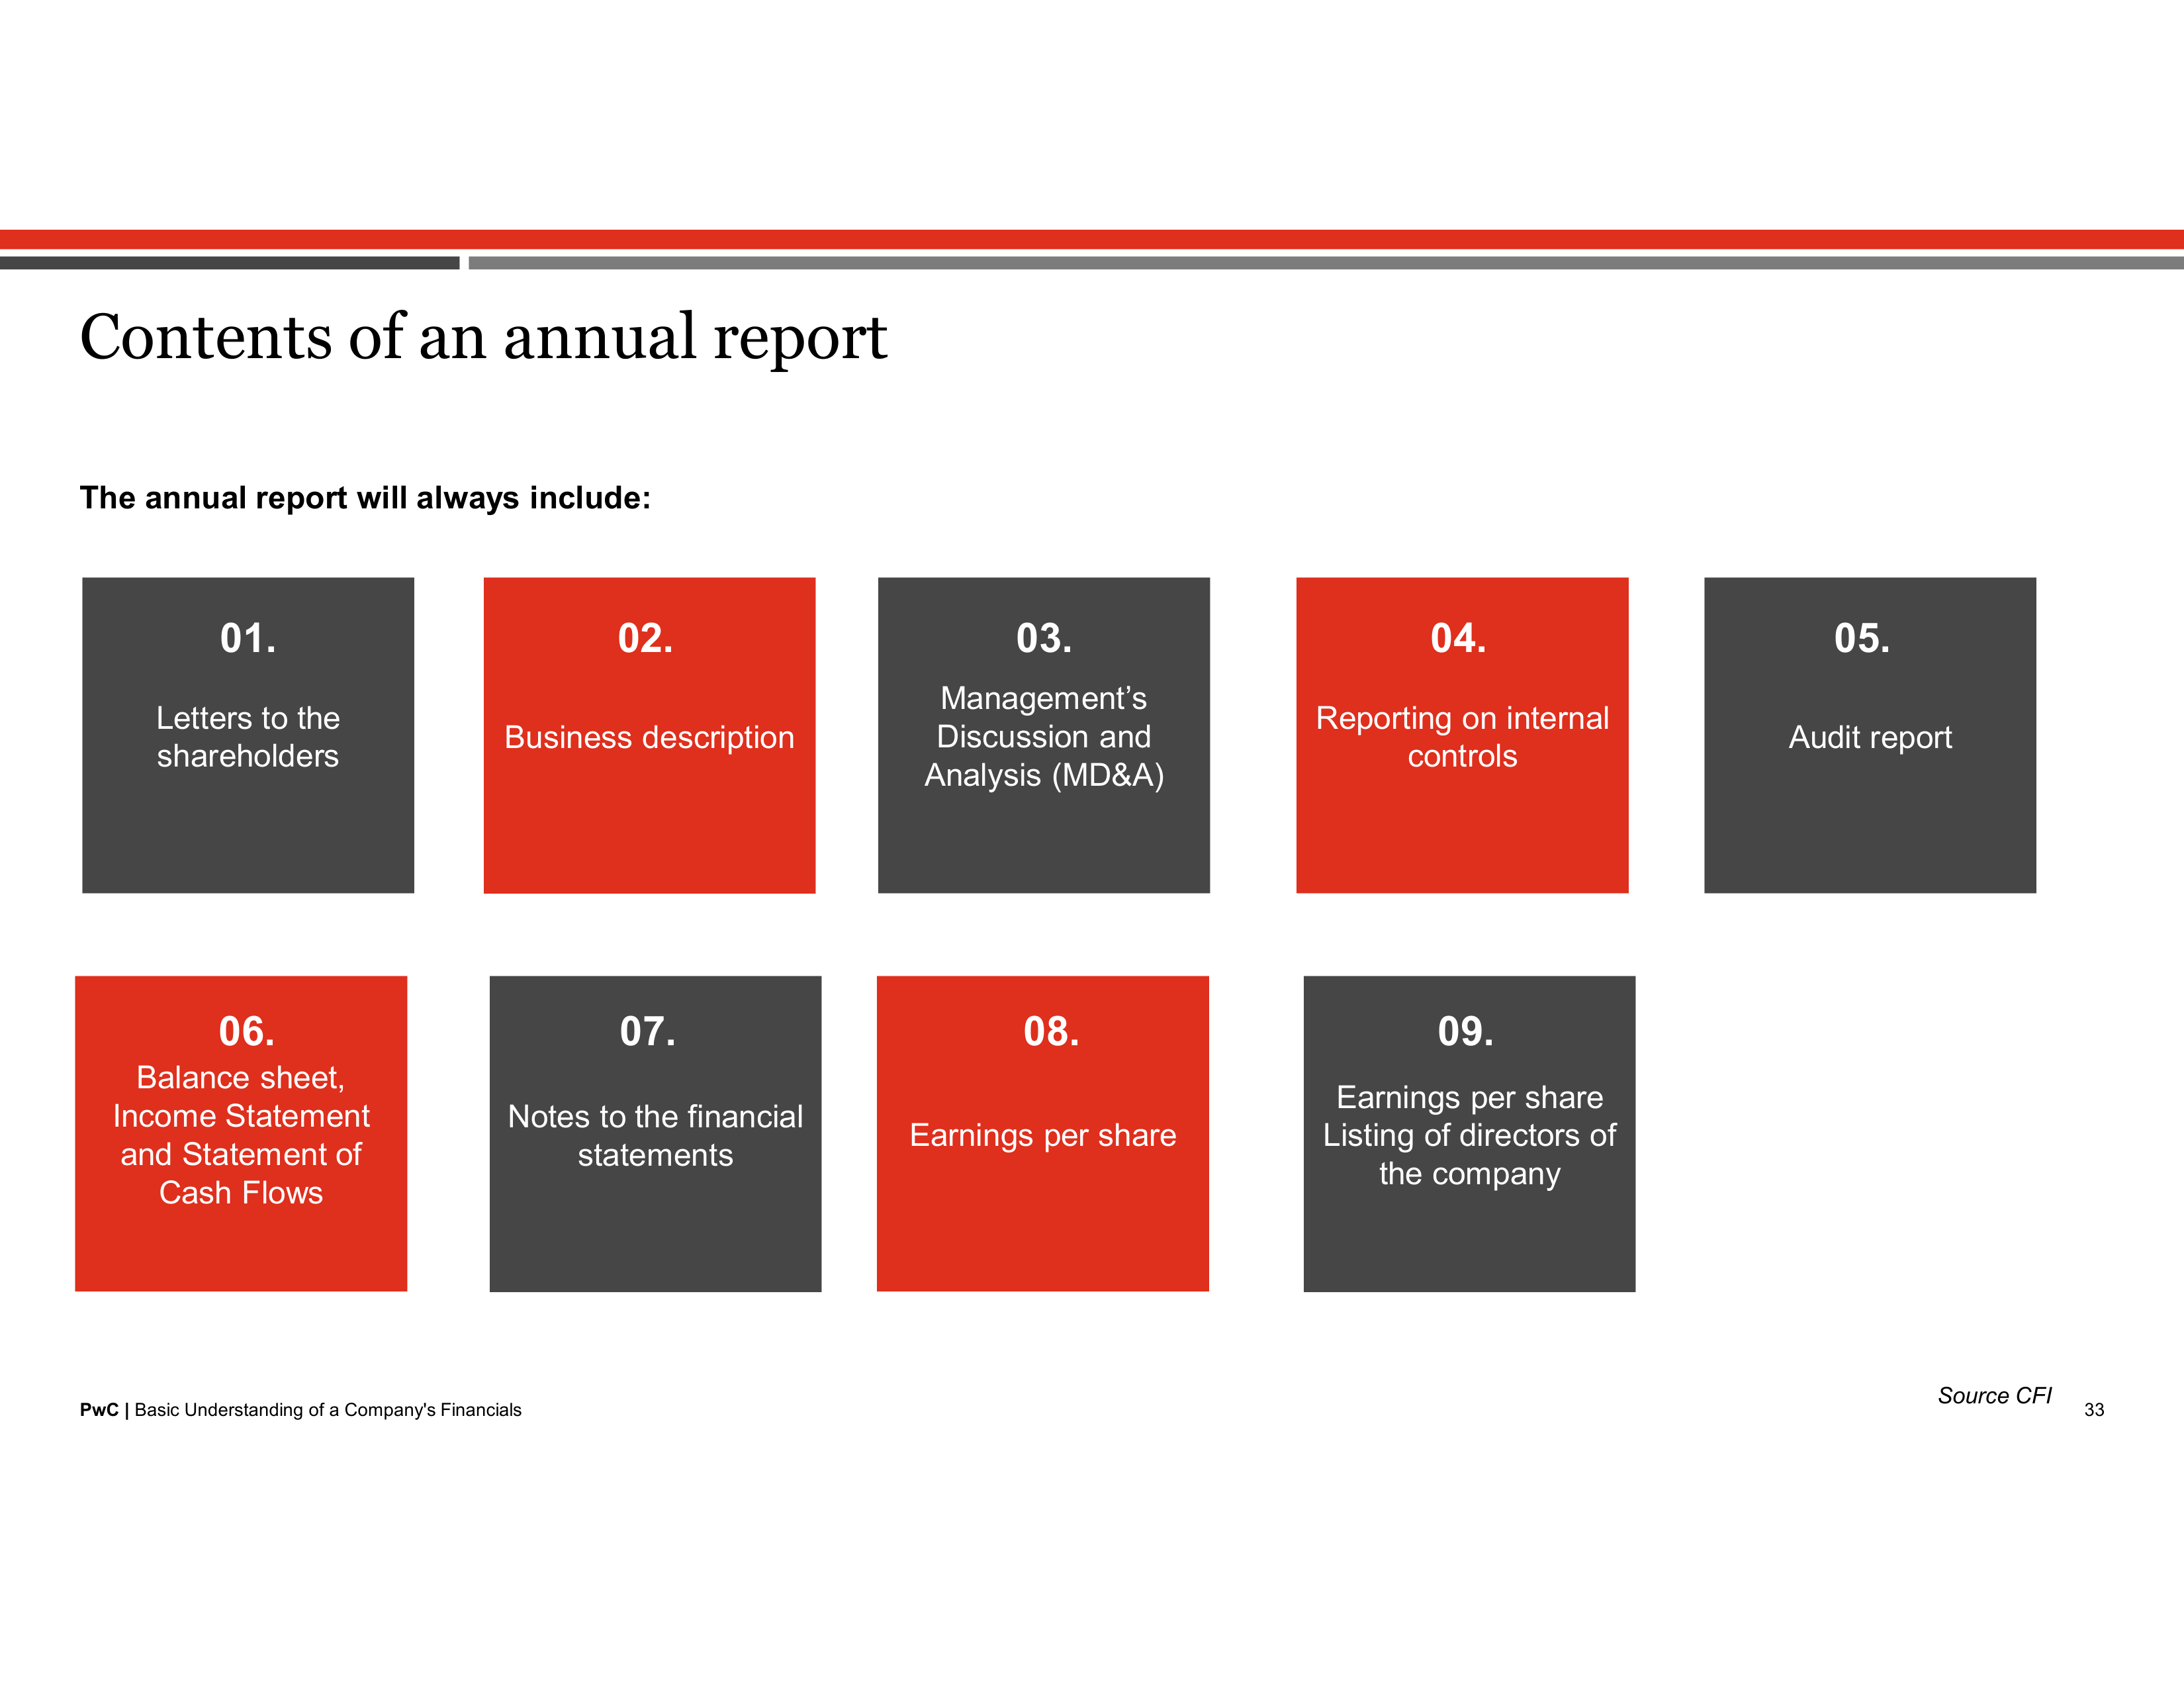 Contents of an annual report
The annual report will always include:
01.
Letters to the
shareholders
02.
Business description
03.
Management’s
Discussion and
Analysis (MD&A)
04.
Reporting on internal
controls
05.
Audit report
06.
Balance sheet,
Income Statement
and Statement of
Cash Flows
07.
Notes to the financial
statements
08.
Earnings per share
09.
Earnings per share
Listing of directors of
the company
Source CFI
PwC | Basic Understanding of a Company's Financials
33